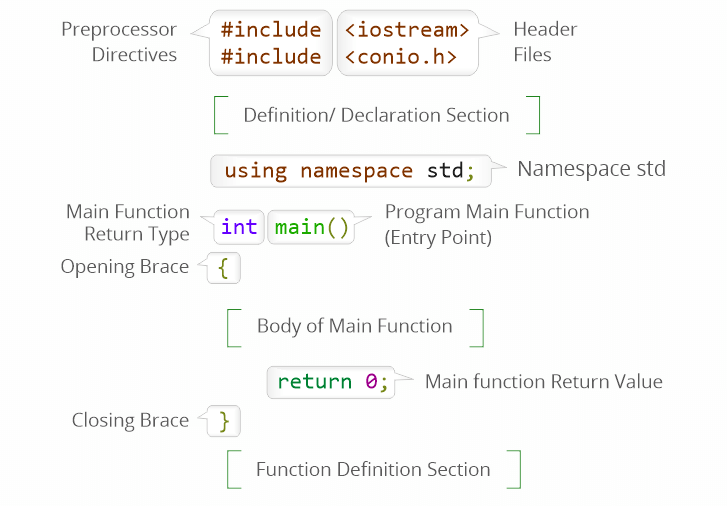 Preprocessor #include <iostream> Header
Directives #include <conio.h> Files
Definition/ Declaration Section
using namespace std; Namespace std
Main Function
Return Type
int main()
Program Main Function
(Entry Point)
Opening Brace {
Body of Main Function
return 0; Main function Return Value
Closing Brace }
Function Definition Section